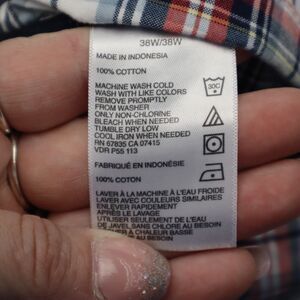 38W/38W
MADE IN INDONESIA
100% COTTON
MACHINE WASH COLD
WASH WITH LIKE COLORS
REMOVE PROMPTLY
FROM WASHER
ONLY NON-CHLORINE
BLEACH WHEN NEEDED
TUMBLE DRY LOW
COOL IRON WHEN NEEDED
RN 67835 CA 07415
VDR P55 113
30C
FABRIQUÉ EN INDONÉSIE
100% COTON
LAVER À LA MACHINE À L'EAU FROIDE
LAVER AVEC COULEURS SIMILAIRES
ENLEVER RAPIDEMENT
APRÈS LE LAVAGE
UTILISER SEULEMENT DE L'EAU
DE JAVEL SANS CHLORE AU BESOIN
À CHALEUR BASSE